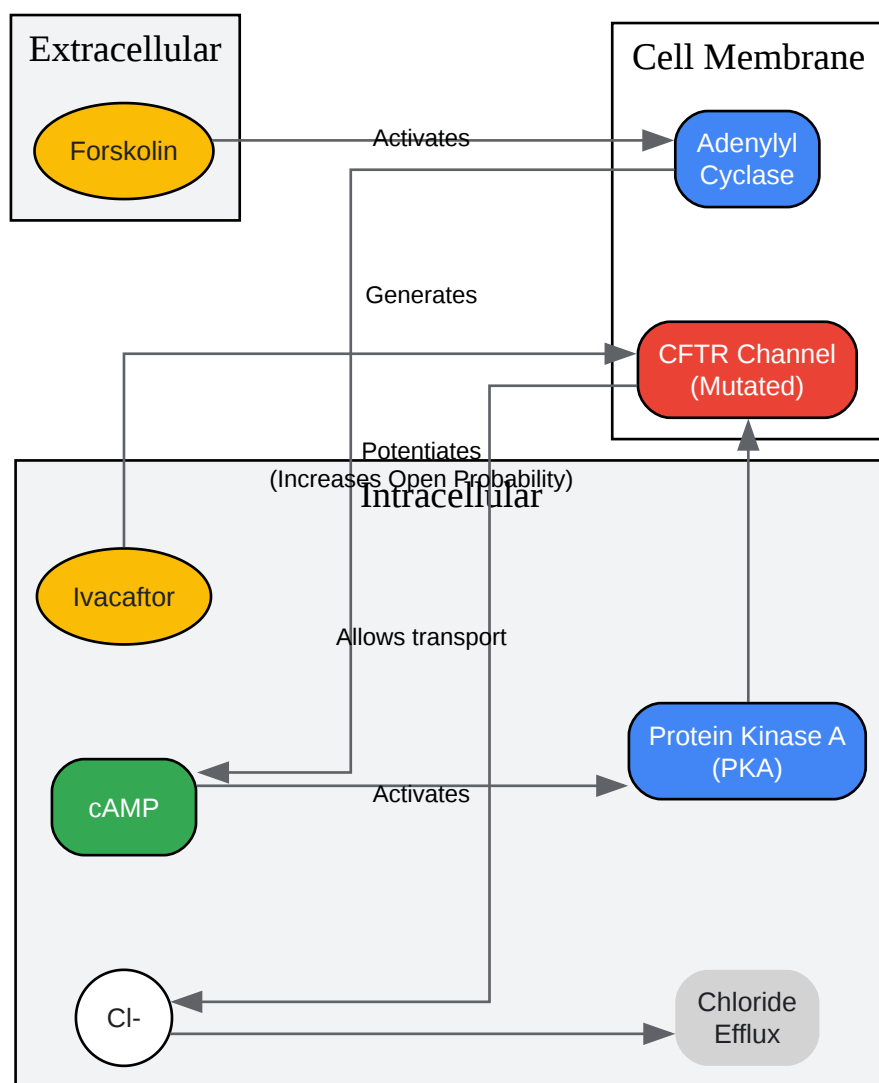 Extracellular
Cell Membrane
Forskolin
Activates
Adenylyl
Cyclase
Generates
CFTR Channel
(Mutated)
Potentiates
(Increases Open Probability)
Intracellular
Ivacaftor
Allows transport
Protein Kinase A
(PKA)
cAMP
Activates
Cl-
Chloride
Efflux